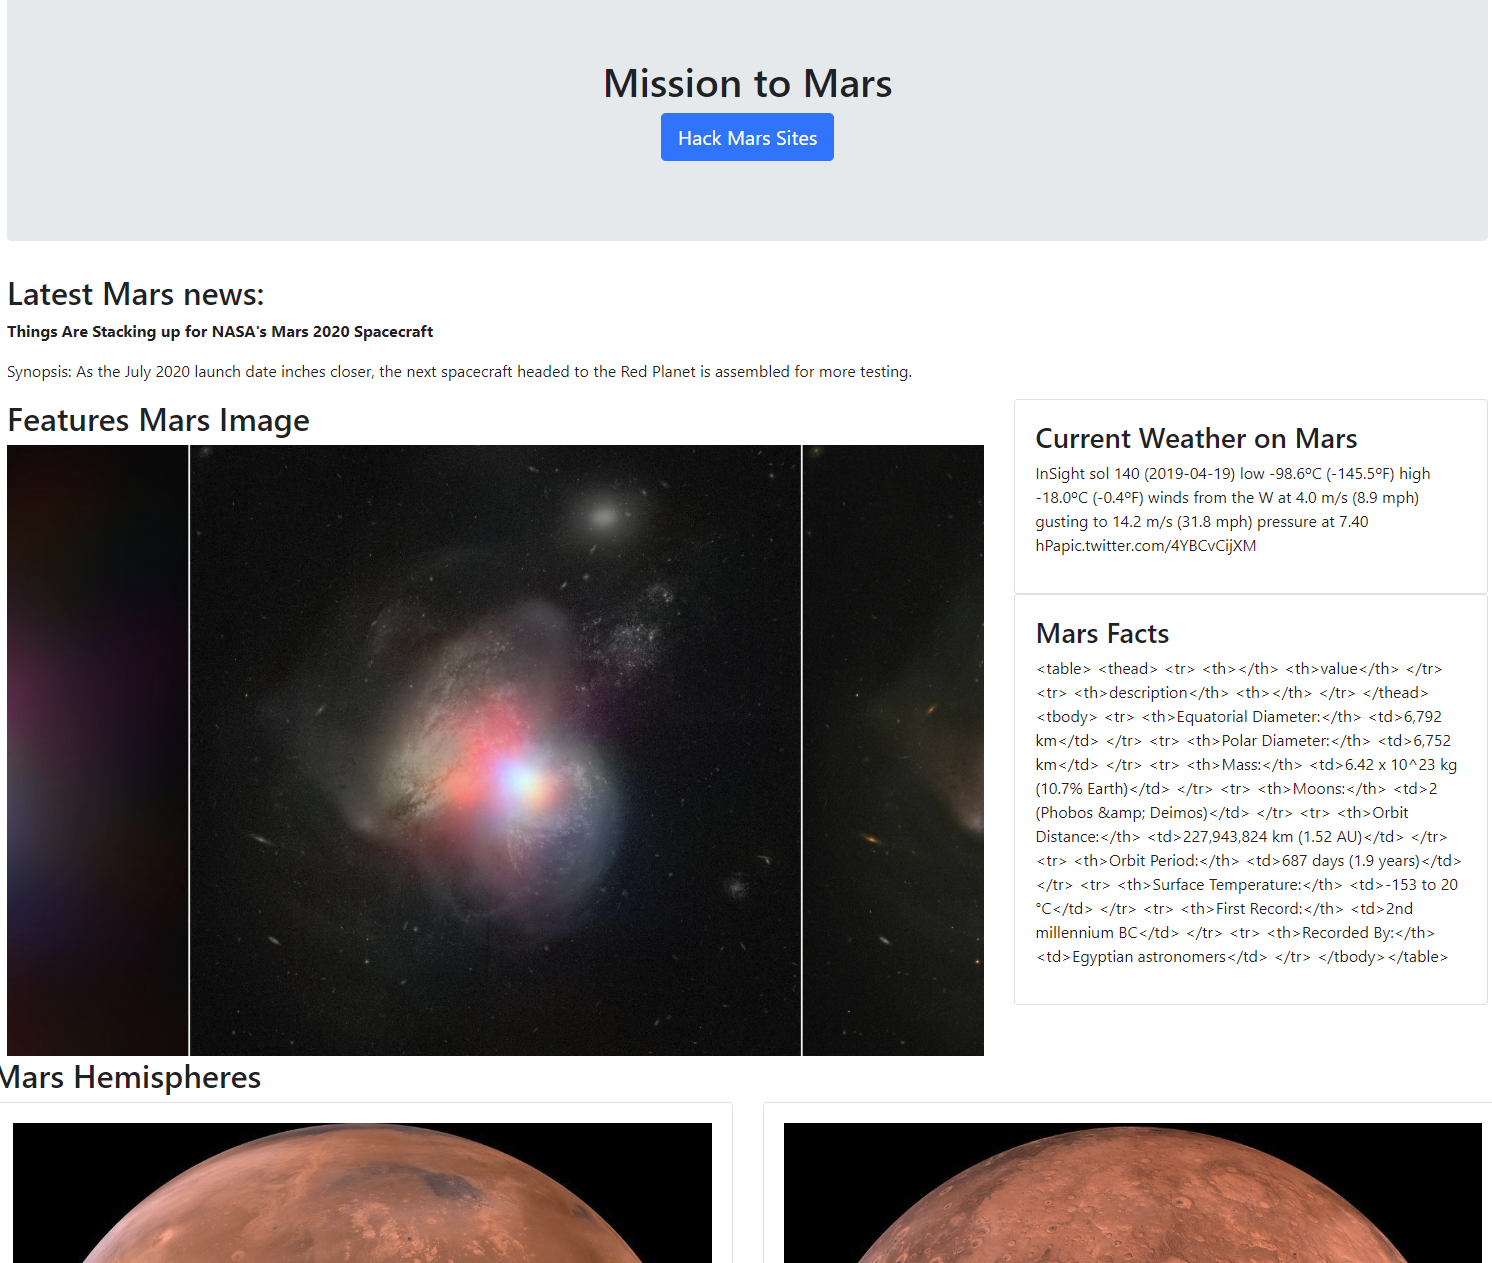 Mission to Mars
Hack Mars Sites
Latest Mars news:
Things Are Stacking up for NASA's Mars 2020 Spacecraft
Synopsis: As the July 2020 launch date inches closer, the next spacecraft headed to the Red Planet is assembled for more testing.
Features Mars Image
Current Weather on Mars
InSight sol 140 (2019-04-19) low -98.6ºC (-145.5ºF) high
-18.0ºC (-0.4ºF) winds from the W at 4.0 m/s (8.9 mph)
gusting to 14.2 m/s (31.8 mph) pressure at 7.40
hPapic.twitter.com/4YBCvCijXM
Mars Facts
<table> <thead> <tr> <th></th> <th>value</th> </tr>
<tr> <th>description</th> <th></th> </tr> </thead>
<tbody> <tr> <th>Equatorial Diameter:</th> <td>6,792
km</td> </tr> <tr> <th>Polar Diameter:</th> <td>6,752
km</td> </tr> <tr> <th>Mass:</th> <td>6.42 x 10^23 kg
(10.7% Earth)</td> </tr> <tr> <th>Moons:</th> <td>2
(Phobos &amp; Deimos)</td> </tr> <tr> <th>Orbit
Distance:</th> <td>227,943,824 km (1.52 AU)</td> </tr>
<tr> <th>Orbit Period:</th> <td>687 days (1.9 years)</td>
</tr> <tr> <th>Surface Temperature:</th> <td>-153 to 20
°C</td> </tr> <tr> <th>First Record:</th> <td>2nd
millennium BC</td> </tr> <tr> <th>Recorded By:</th>
<td>Egyptian astronomers</td> </tr> </tbody></table>
Mars Hemispheres